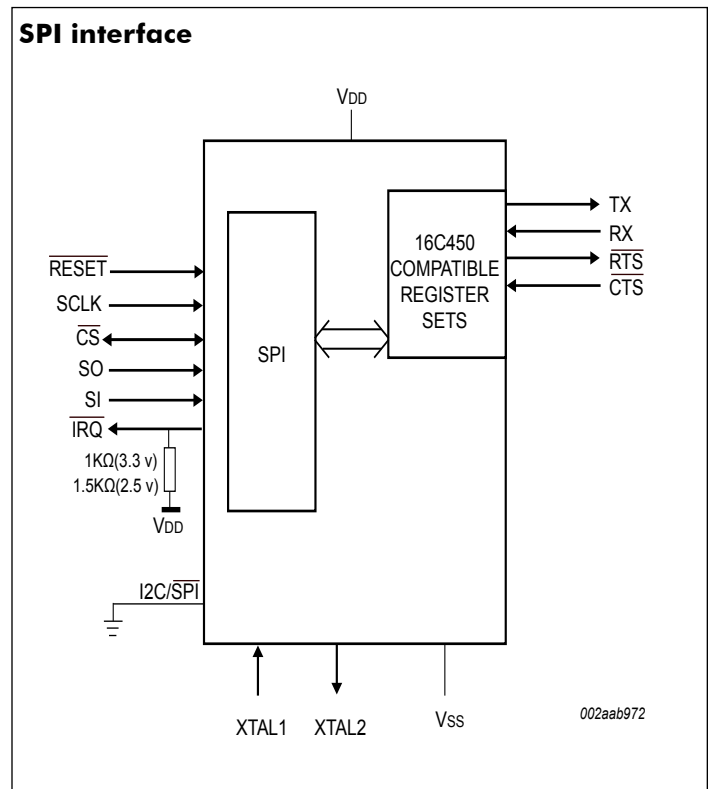 SPI interface
VDD
TX
RX
RTS
CTS
16C450
COMPATIBLE
REGISTER
SETS
RESET
SCLK
CS
SO
SI
IRQ
SPI
1KΩ(3.3 v)
1.5KΩ(2.5 v)
VDD
I2C/SPI
XTAL1
XTAL2
VSS
002aab972